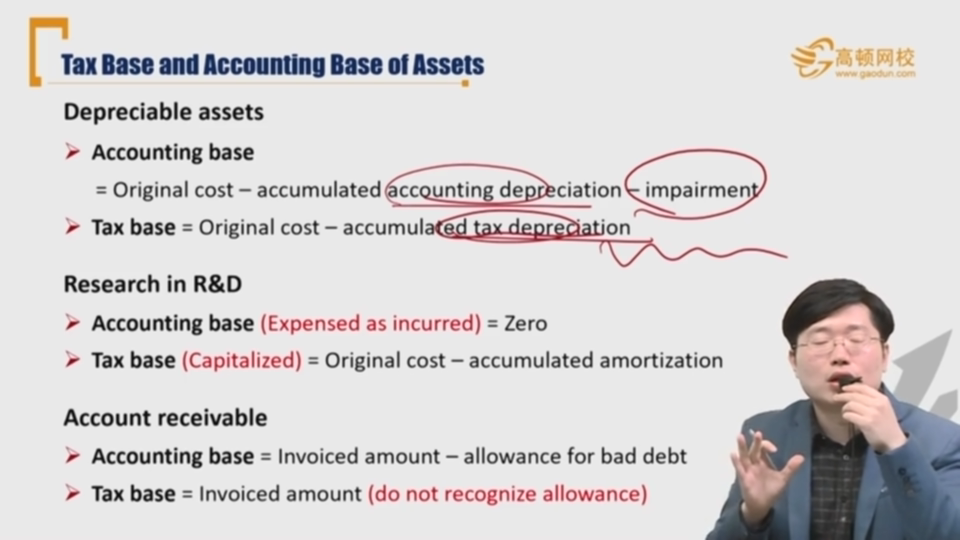 Tax Base and Accounting Base of Assets
高顿网校
www.gaodun.com
Depreciable assets
Accounting base
= Original cost – accumulated accounting depreciation – impairment
Tax base = Original cost – accumulated tax depreciation
Research in R&D
Accounting base (Expensed as incurred) = Zero
Tax base (Capitalized) = Original cost – accumulated amortization
Account receivable
Accounting base = Invoiced amount – allowance for bad debt
Tax base = Invoiced amount (do not recognize allowance)